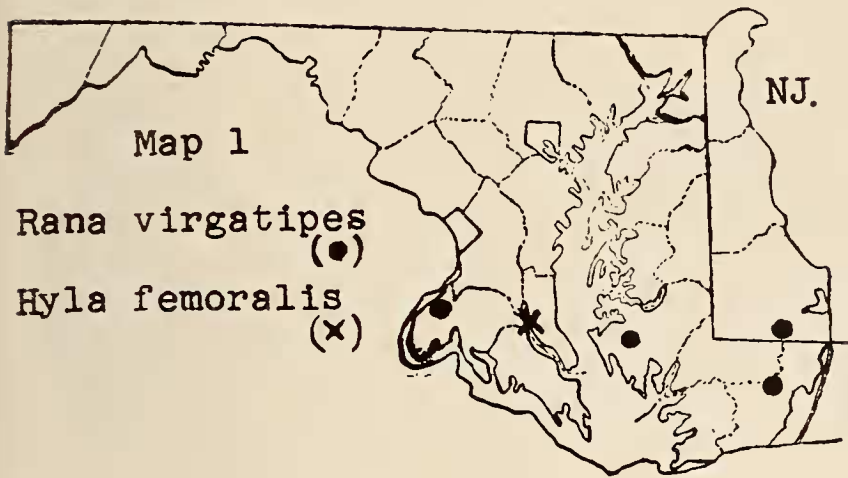 NJ.
Map 1
Rana virgatipes
(●)
Hyla femoralis
(×)